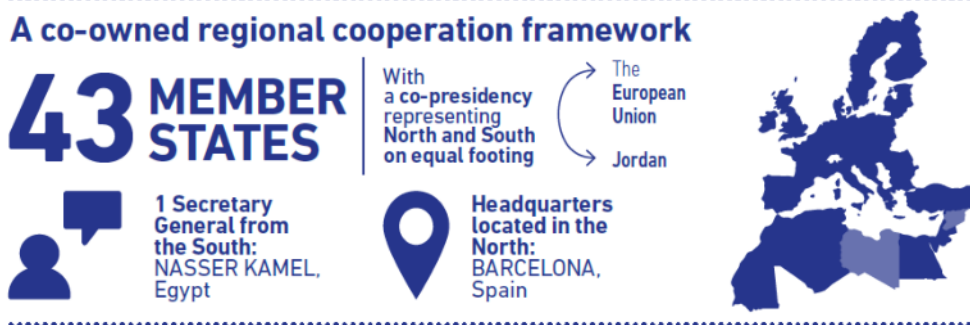 A co-owned regional cooperation framework
43 MEMBER
STATES
With
a co-presidency
representing
North and South
on equal footing
The
European
Union
Jordan
1 Secretary
General from
the South:
NASSER KAMEL,
Egypt
Headquarters
located in the
North:
BARCELONA,
Spain